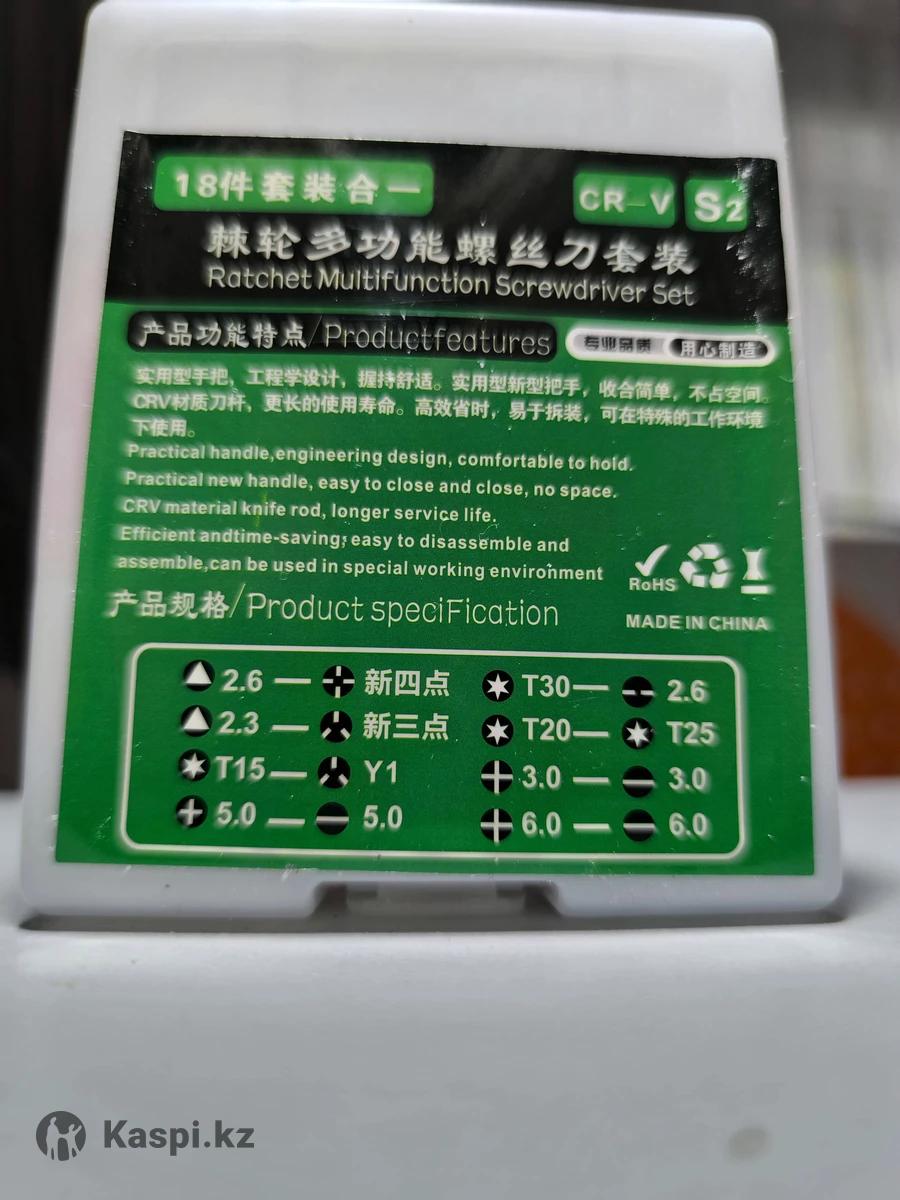 18件套装合一
CR-V S2
棘轮多功能螺丝刀套装
Ratchet Multifunction Screwdriver Set
产品功能特点/Productfeatures 专业品质 用心制造
实用型手把、工程学设计，握持舒适。实用型新型把手，收合简单，不占空间。
CRV材质刀杆、更长的使用寿命。高效省时，易于拆装，可在特殊的工作环境
下使用。
Practical handle,engineering design, comfortable to hold.
Practical new handle, easy to close and close, no space.
CRV material knife rod, longer service life.
Efficient andtime-saving; easy to disassemble and
assemble,can be used in special working environment
RoHS
产品规格/Product speciFication
MADE IN CHINA
2.6 — 新四点 T30 — 2.6
2.3 — 新三点 T20 — T25
T15 — Y1 3.0 — 3.0
5.0 — 5.0 6.0 — 6.0
Kaspi.kz